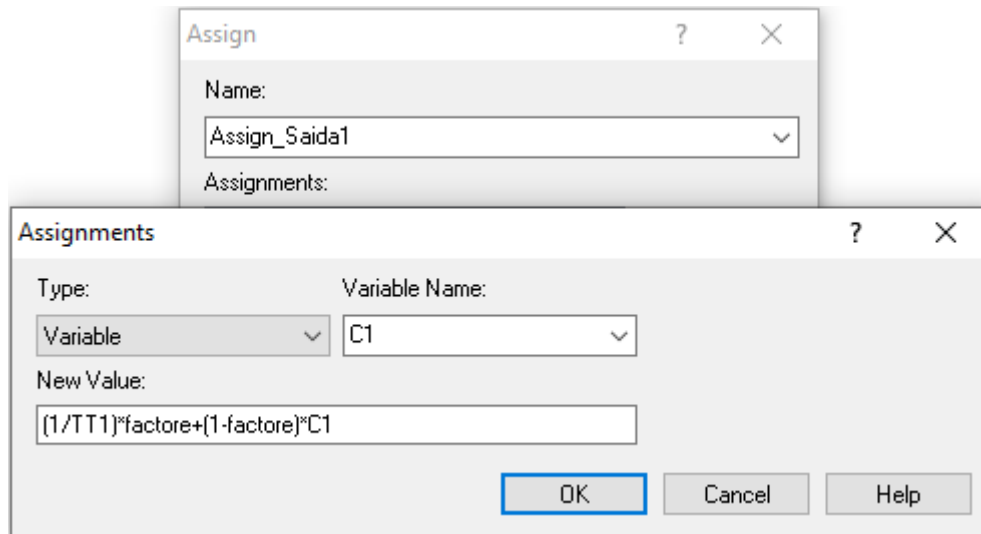 Assign ? ×
Name:
Assign_Saida1
Assignments:
Assignments ? ×
Type: Variable Name:
Variable C1
New Value:
(1/TT1)*factore+(1-factore)*C1
OK Cancel Help